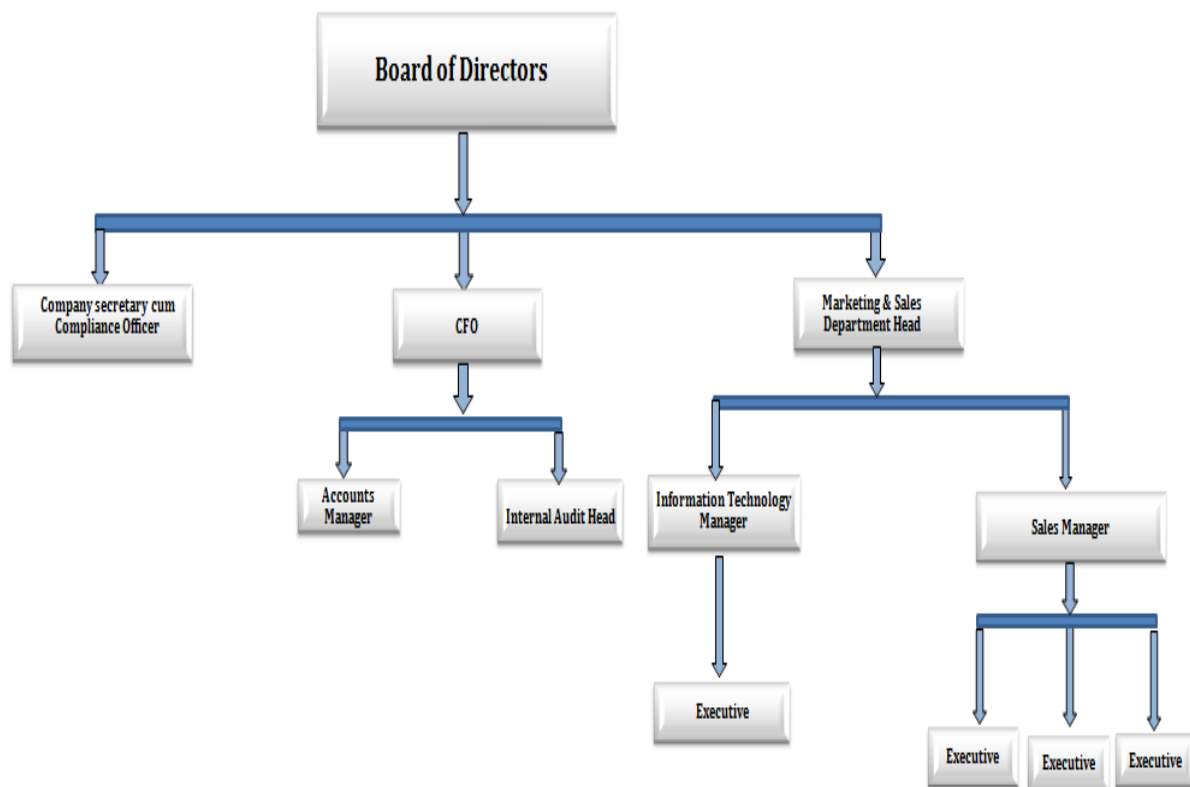 Board of Directors
Company secretary cum
Compliance Officer
CFO
Marketing & Sales
Department Head
Accounts
Manager
Internal Audit Head
Information Technology
Manager
Sales Manager
Executive
Executive
Executive
Executive